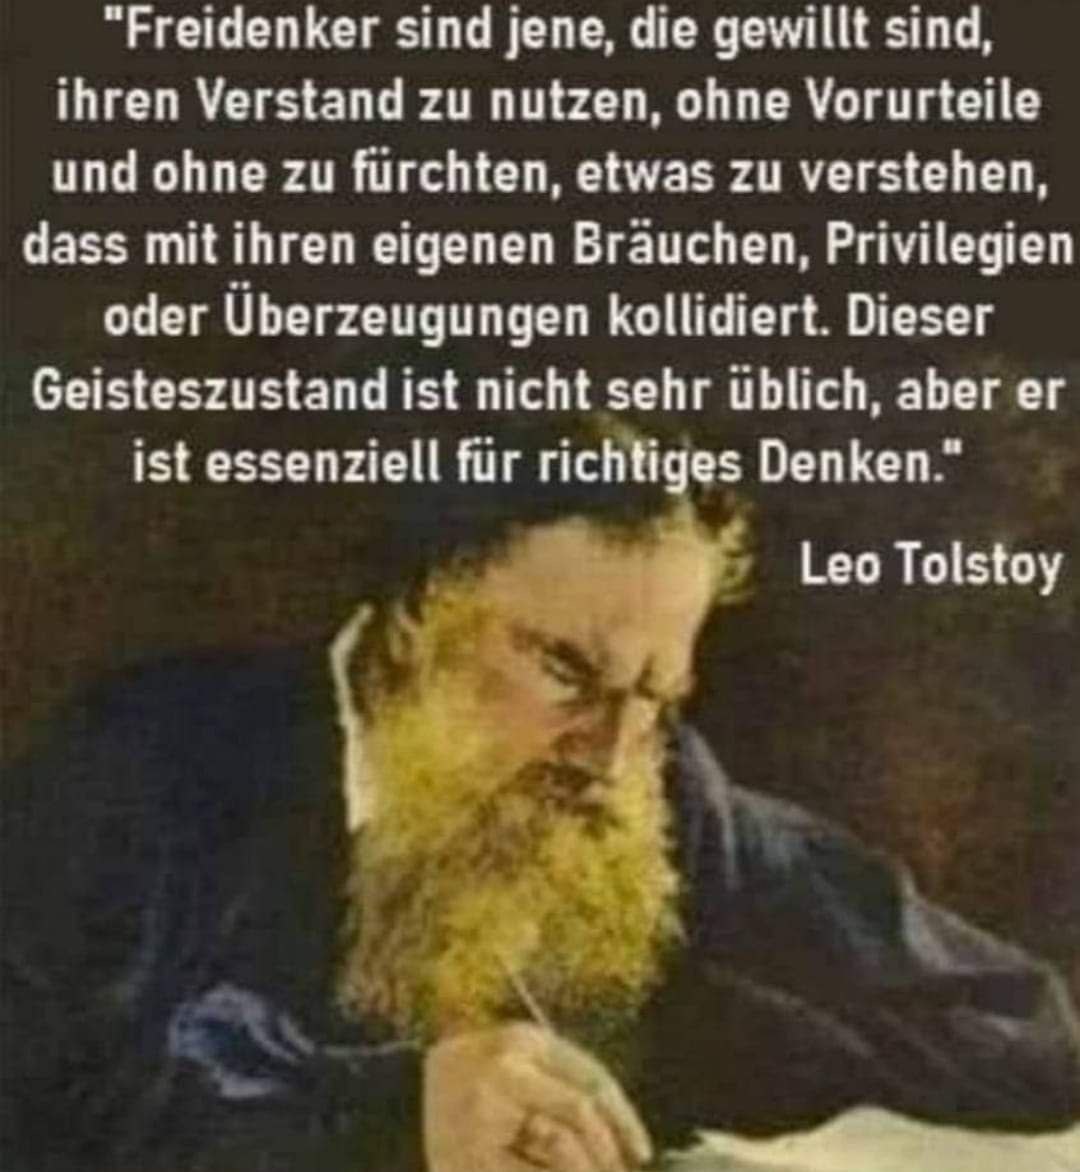 "Freidenker sind jene, die gewillt sind,
ihren Verstand zu nutzen, ohne Vorurteile
und ohne zu fürchten, etwas zu verstehen,
dass mit ihren eigenen Bräuchen, Privilegien
oder Überzeugungen kollidiert. Dieser
Geisteszustand ist nicht sehr üblich, aber er
ist essenziell für richtiges Denken."
Leo Tolstoy